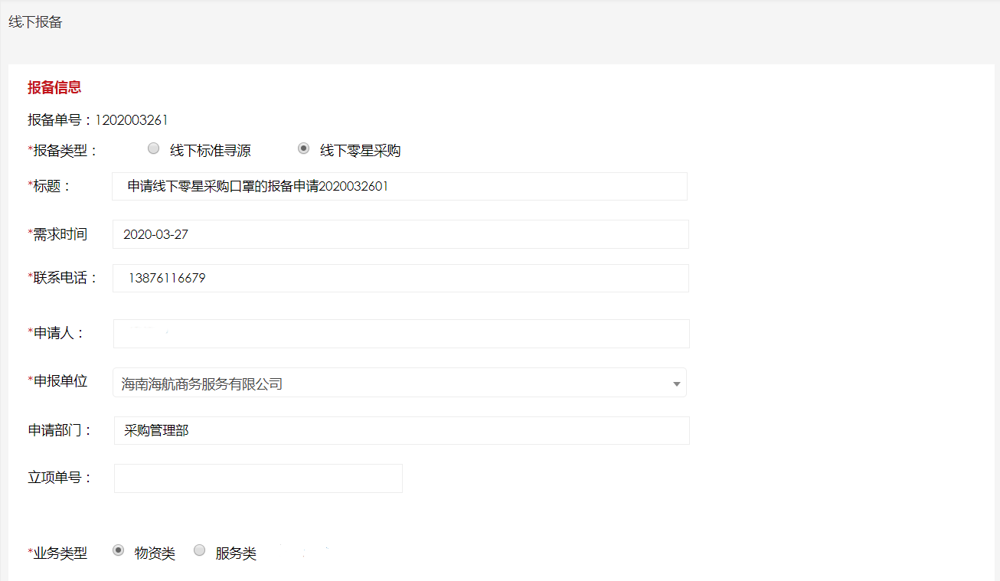 线下报备
报备信息
报备单号：1202003261
*报备类型： 线下标准寻源 线下零星采购
*标题： 申请线下零星采购口罩的报备申请2020032601
*需求时间 2020-03-27
*联系电话： 13876116679
*申请人：
*申报单位 海南海航商务服务有限公司
申请部门： 采购管理部
立项单号：
*业务类型 物资类 服务类